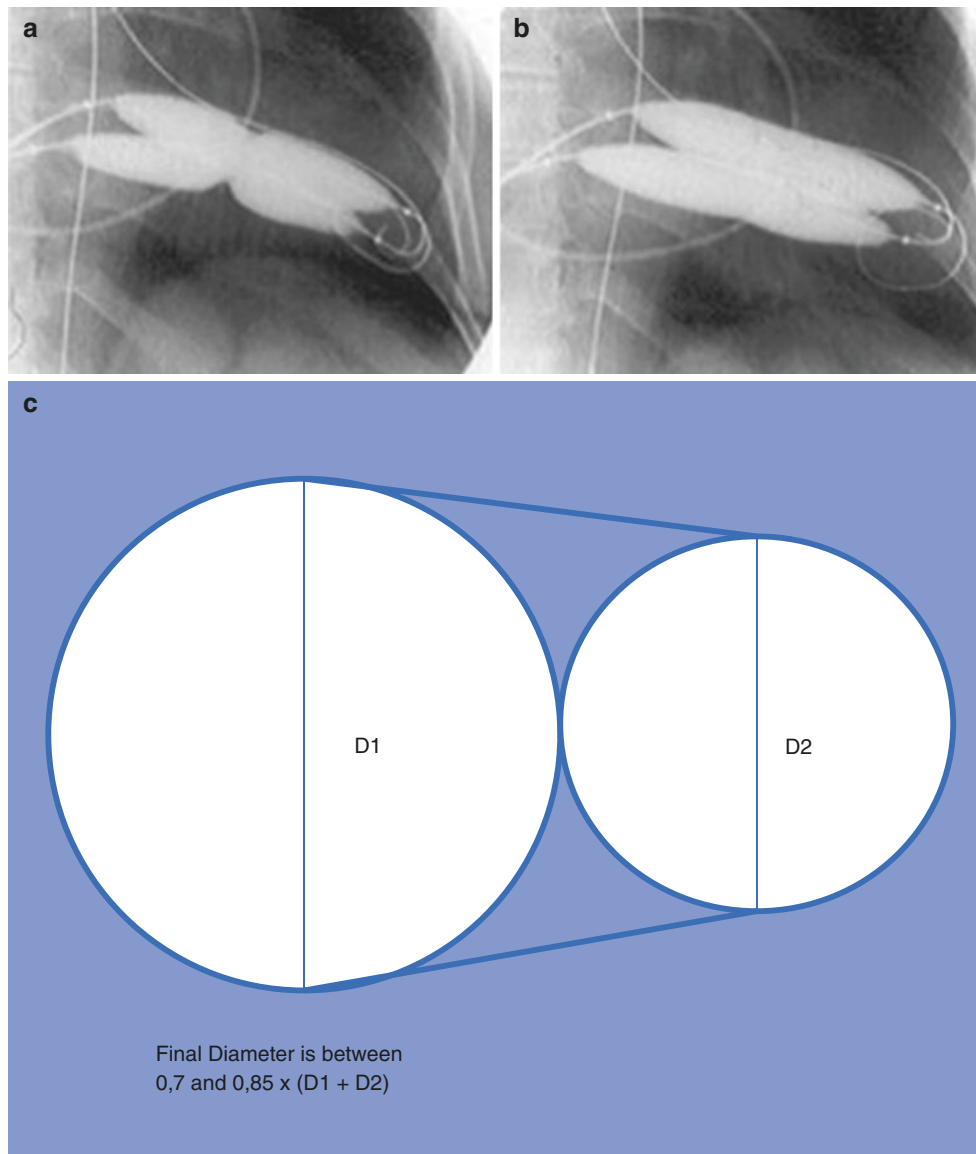 a
b
c
D1
D2
Final Diameter is between
0,7 and 0,85 x (D1 + D2)